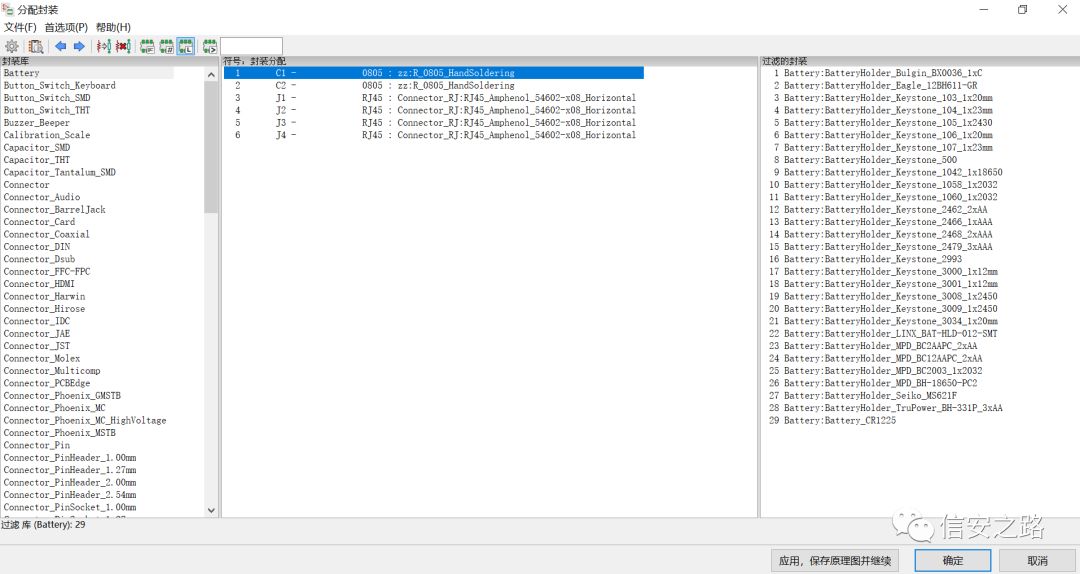 分配封装
文件(F) 首选项(P) 帮助(H)
封装库
Battery
Button_Switch_Keyboard
Button_Switch_SMD
Button_Switch_THT
Buzzer_Beeper
Calibration_Scale
Capacitor_SMD
Capacitor_THT
Capacitor_Tantalum_SMD
Connector
Connector_Audio
Connector_BarrelJack
Connector_Card
Connector_Coaxial
Connector_DIN
Connector_Dsub
Connector_FFC-FPC
Connector_HDMI
Connector_Harwin
Connector_Hirose
Connector_IDC
Connector_JAE
Connector_JST
Connector_Molex
Connector_Multicomp
Connector_PCBEdge
Connector_Phoenix_GMSTB
Connector_Phoenix_MC
Connector_Phoenix_MC_HighVoltage
Connector_Phoenix_MSTB
Connector_Pin
Connector_PinHeader_1.00mm
Connector_PinHeader_1.27mm
Connector_PinHeader_2.00mm
Connector_PinHeader_2.54mm
Connector_PinSocket_1.00mm
符号: 封装分配
1 C1 - 0805 : zz:R_0805_HandSoldering
2 C2 - 0805 : zz:R_0805_HandSoldering
3 J1 - RJ45 : Connector_RJ:RJ45_Amphenol_54602-x08_Horizontal
4 J2 - RJ45 : Connector_RJ:RJ45_Amphenol_54602-x08_Horizontal
5 J3 - RJ45 : Connector_RJ:RJ45_Amphenol_54602-x08_Horizontal
6 J4 - RJ45 : Connector_RJ:RJ45_Amphenol_54602-x08_Horizontal
过滤的封装
1 Battery:BatteryHolder_Bulgin_BX0036_1xC
2 Battery:BatteryHolder_Eagle_12BH611-GR
3 Battery:BatteryHolder_Keystone_103_1x20mm
4 Battery:BatteryHolder_Keystone_104_1x23mm
5 Battery:BatteryHolder_Keystone_105_1x2430
6 Battery:BatteryHolder_Keystone_106_1x20mm
7 Battery:BatteryHolder_Keystone_107_1x23mm
8 Battery:BatteryHolder_Keystone_500
9 Battery:BatteryHolder_Keystone_1042_1x18650
10 Battery:BatteryHolder_Keystone_1058_1x2032
11 Battery:BatteryHolder_Keystone_1060_1x2032
12 Battery:BatteryHolder_Keystone_2462_2xAA
13 Battery:BatteryHolder_Keystone_2466_1xAAA
14 Battery:BatteryHolder_Keystone_2468_2xAAA
15 Battery:BatteryHolder_Keystone_2479_3xAAA
16 Battery:BatteryHolder_Keystone_2993
17 Battery:BatteryHolder_Keystone_3000_1x12mm
18 Battery:BatteryHolder_Keystone_3001_1x12mm
19 Battery:BatteryHolder_Keystone_3008_1x2450
20 Battery:BatteryHolder_Keystone_3009_1x2450
21 Battery:BatteryHolder_Keystone_3034_1x20mm
22 Battery:BatteryHolder_LINX_BAT-HLD-012-SMT
23 Battery:BatteryHolder_MPD_BC2AAPC_2xAA
24 Battery:BatteryHolder_MPD_BC12AAPC_2xAA
25 Battery:BatteryHolder_MPD_BC2003_1x2032
26 Battery:BatteryHolder_MPD_BH-18650-PC2
27 Battery:BatteryHolder_Seiko_MS621F
28 Battery:BatteryHolder_TruPower_BH-331P_3xAA
29 Battery:Battery_CR1225
过滤 库 (Battery): 29
信安之路
应用，保存原理图并继续
确定
取消